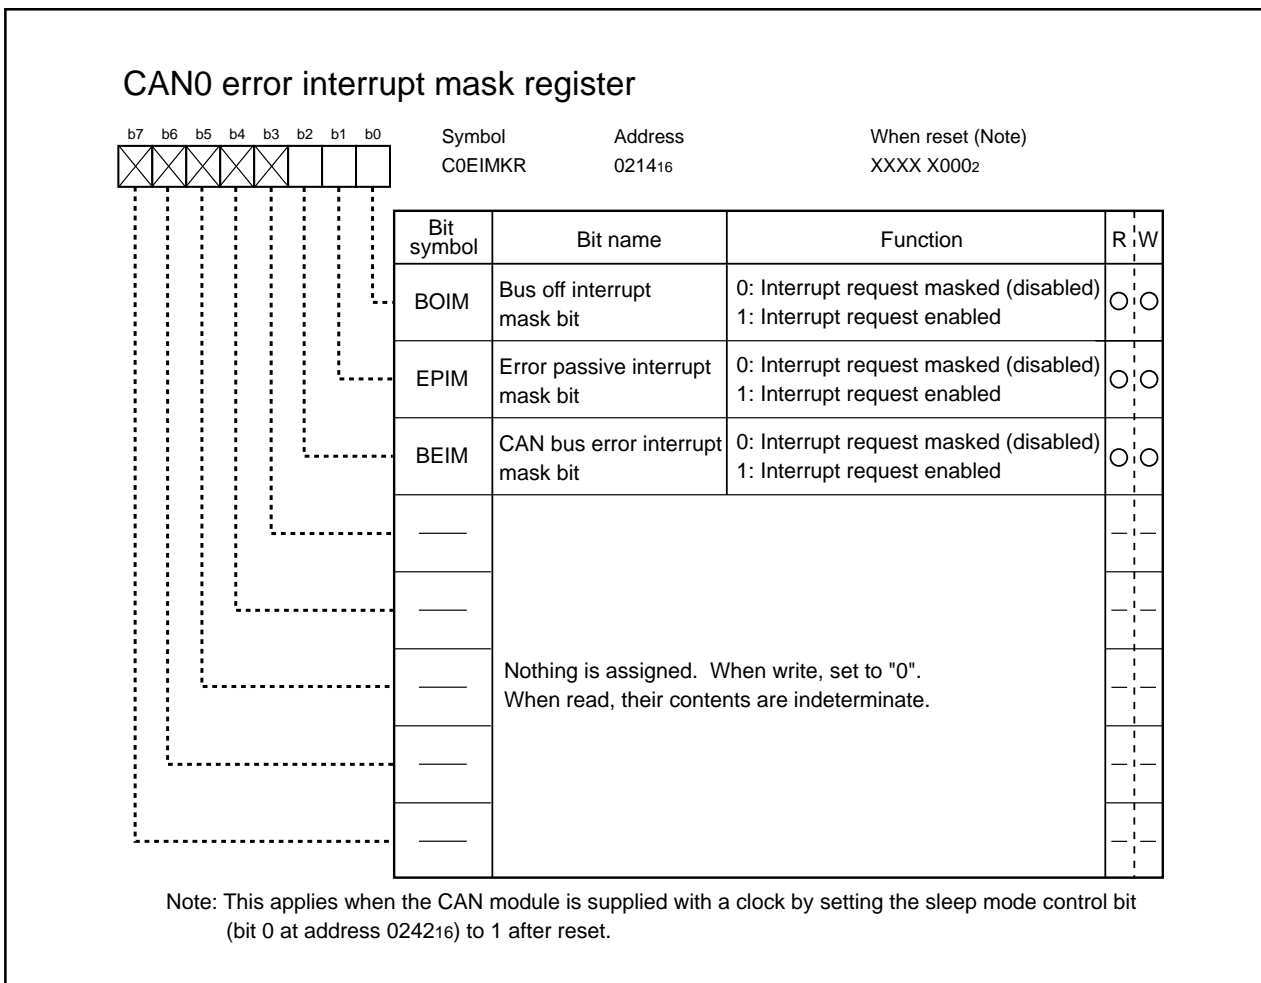 CAN0 error interrupt mask register
b7 b6 b5 b4 b3 b2 b1 b0
Symbol Address When reset (Note)
C0EIMKR 021416 XXXX X0002
Bit symbol Bit name Function R W
BOIM Bus off interrupt mask bit 0: Interrupt request masked (disabled) 1: Interrupt request enabled
EPIM Error passive interrupt mask bit 0: Interrupt request masked (disabled) 1: Interrupt request enabled
BEIM CAN bus error interrupt mask bit 0: Interrupt request masked (disabled) 1: Interrupt request enabled
Nothing is assigned. When write, set to "0".
When read, their contents are indeterminate.
Note: This applies when the CAN module is supplied with a clock by setting the sleep mode control bit
(bit 0 at address 024216) to 1 after reset.